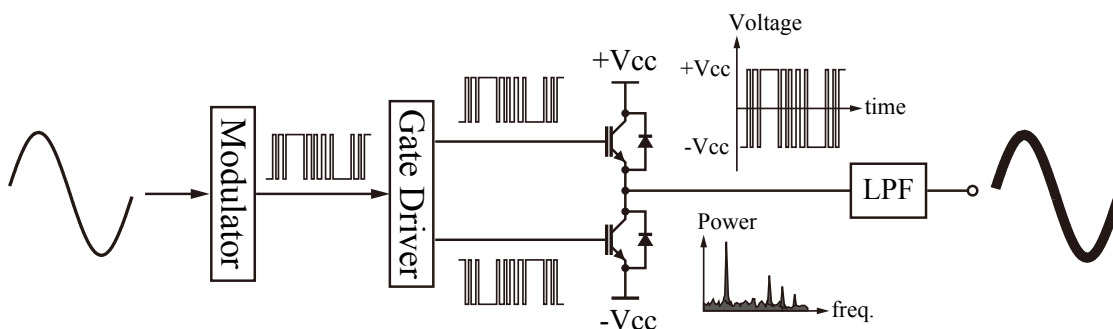 Voltage
+Vcc
+Vcc
time
-Vcc
Modulator
Gate Driver
LPF
Power
freq.
-Vcc